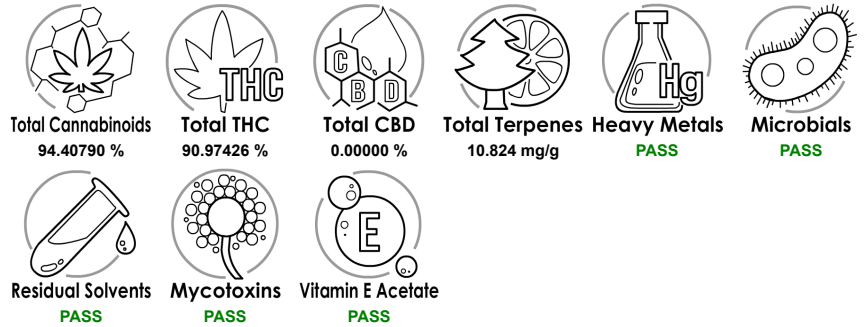 THC
C
B
D
Hg
Total Cannabinoids
Total THC
Total CBD
Total Terpenes
Heavy Metals
Microbials
94.40790 %
90.97426 %
0.00000 %
10.824 mg/g
PASS
PASS
E
Residual Solvents
Mycotoxins
Vitamin E Acetate
PASS
PASS
PASS